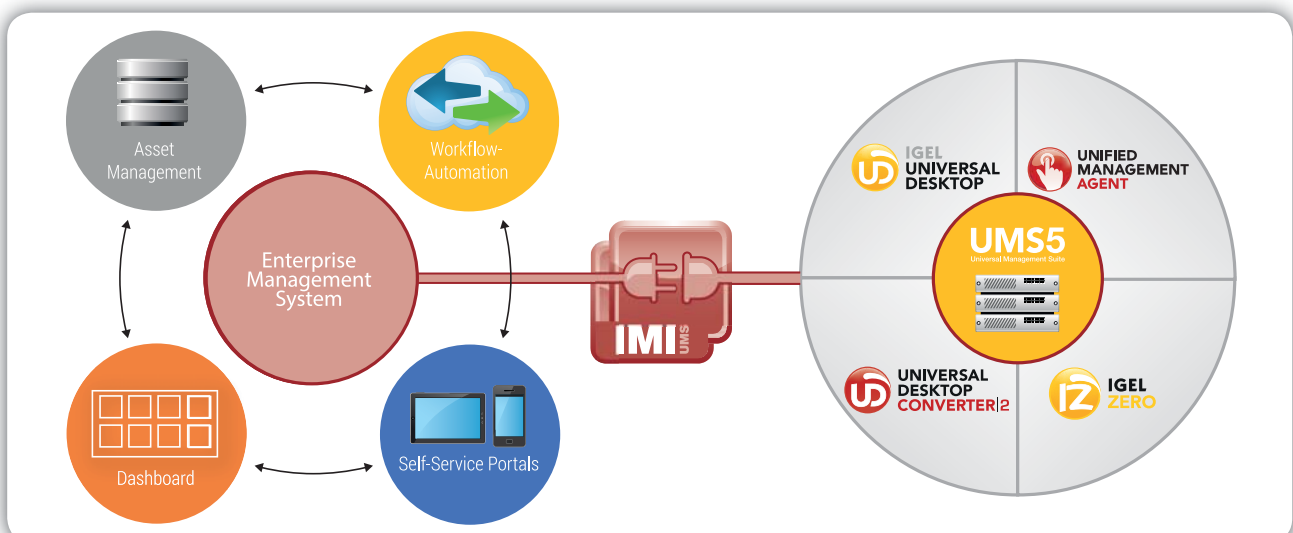 Asset
Management
Workflow-
Automation
Enterprise
Management
System
Dashboard
Self-Service Portals
IMI
UMS
IGEL
UNIVERSAL
DESKTOP
UNIFIED
MANAGEMENT
AGENT
UMS5
Universal Management Suite
UNIVERSAL
DESKTOP
CONVERTER|2
IGEL
ZERO